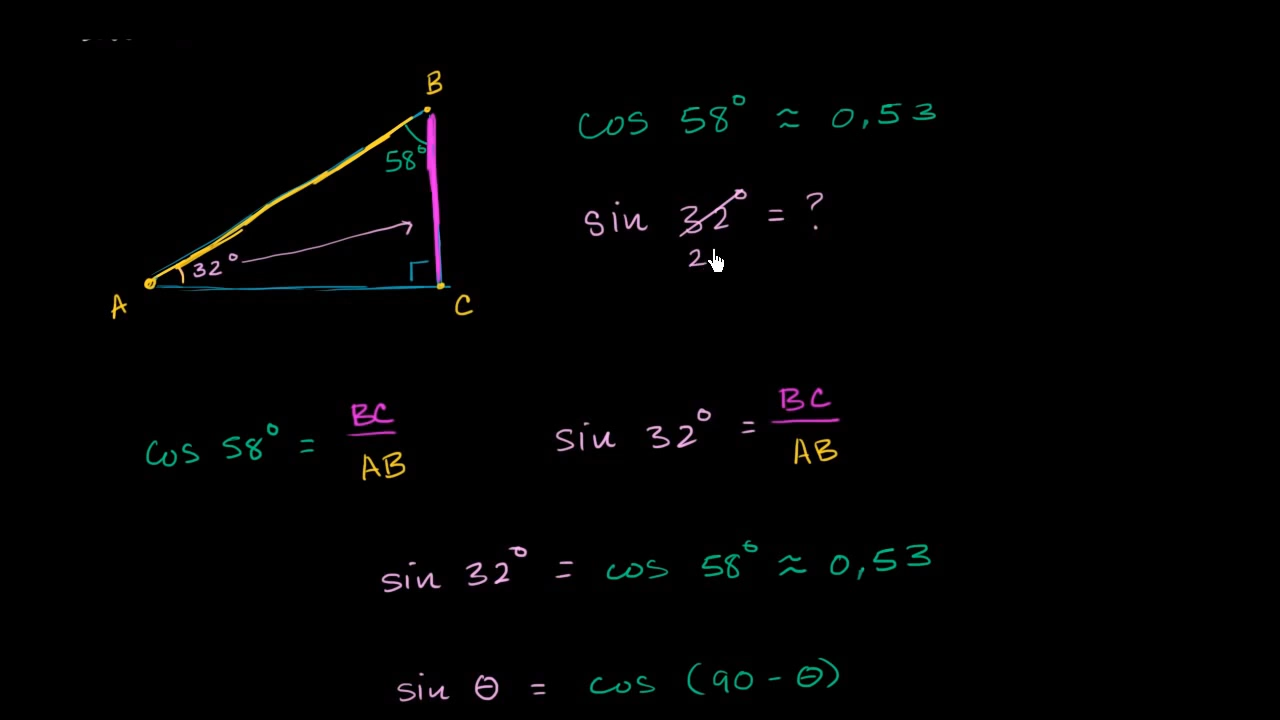 B
cos 58° ≈ 0,53
58°
sin 32° = ?
2
32°
A
C
cos 58° = BC/AB
sin 32° = BC/AB
sin 32° = cos 58° ≈ 0,53
sin θ = cos (90 - θ)